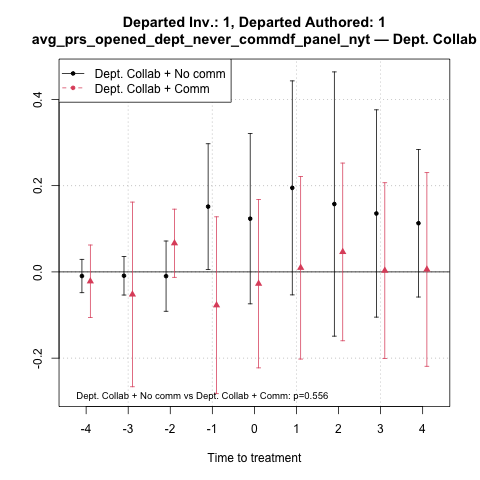 Departed Inv.: 1, Departed Authored: 1
avg_prs_opened_dept_never_commdf_panel_nyt — Dept. Collab
Dept. Collab + No comm
Dept. Collab + Comm
0.4
0.2
0.0
-0.2
Dept. Collab + No comm vs Dept. Collab + Comm: p=0.556
-4 -3 -2 -1 0 1 2 3 4
Time to treatment